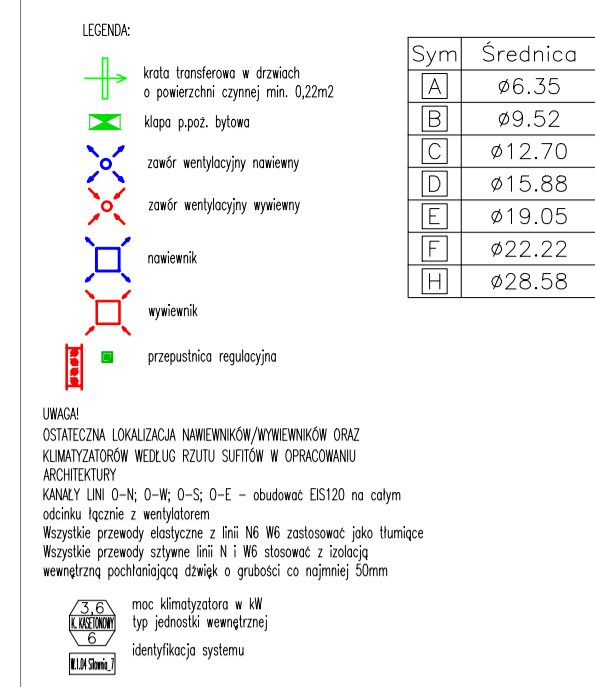 LEGENDA:
krata transferowa w drzwiach
o powierzchni czynnej min. 0,22m2
klapa p.poż. bytowa
zawór wentylacyjny nawiewny
zawór wentylacyjny wywiewny
nawiewnik
wywiewnik
przepustnica regulacyjna
Sym Średnica
A ø6.35
B ø9.52
C ø12.70
D ø15.88
E ø19.05
F ø22.22
H ø28.58
UWAGA!
OSTATECZNA LOKALIZACJA NAWIEWNIKÓW/WYWIEWNIKÓW ORAZ
KLIMATYZATORÓW WEDŁUG RZUTU SUFITÓW W OPRACOWANIU
ARCHITEKTURY
KANAŁY LINI O-N; O-W; O-S; O-E - obudować EIS120 na całym
odcinku łącznie z wentylatorem
Wszystkie przewody elastyczne z linii N6 W6 zastosować jako tłumiące
Wszystkie przewody sztywne linii N i W6 stosować z izolacją
wewnętrzną pochłaniającą dźwięk o grubości co najmniej 50mm
3,6 moc klimatyzatora w kW
K. KASETONOWY typ jednostki wewnętrznej
6
W.1.04 Siłownia_7 identyfikacja systemu